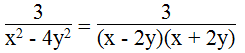 3/(x² - 4y²) = 3/((x - 2y)(x + 2y))